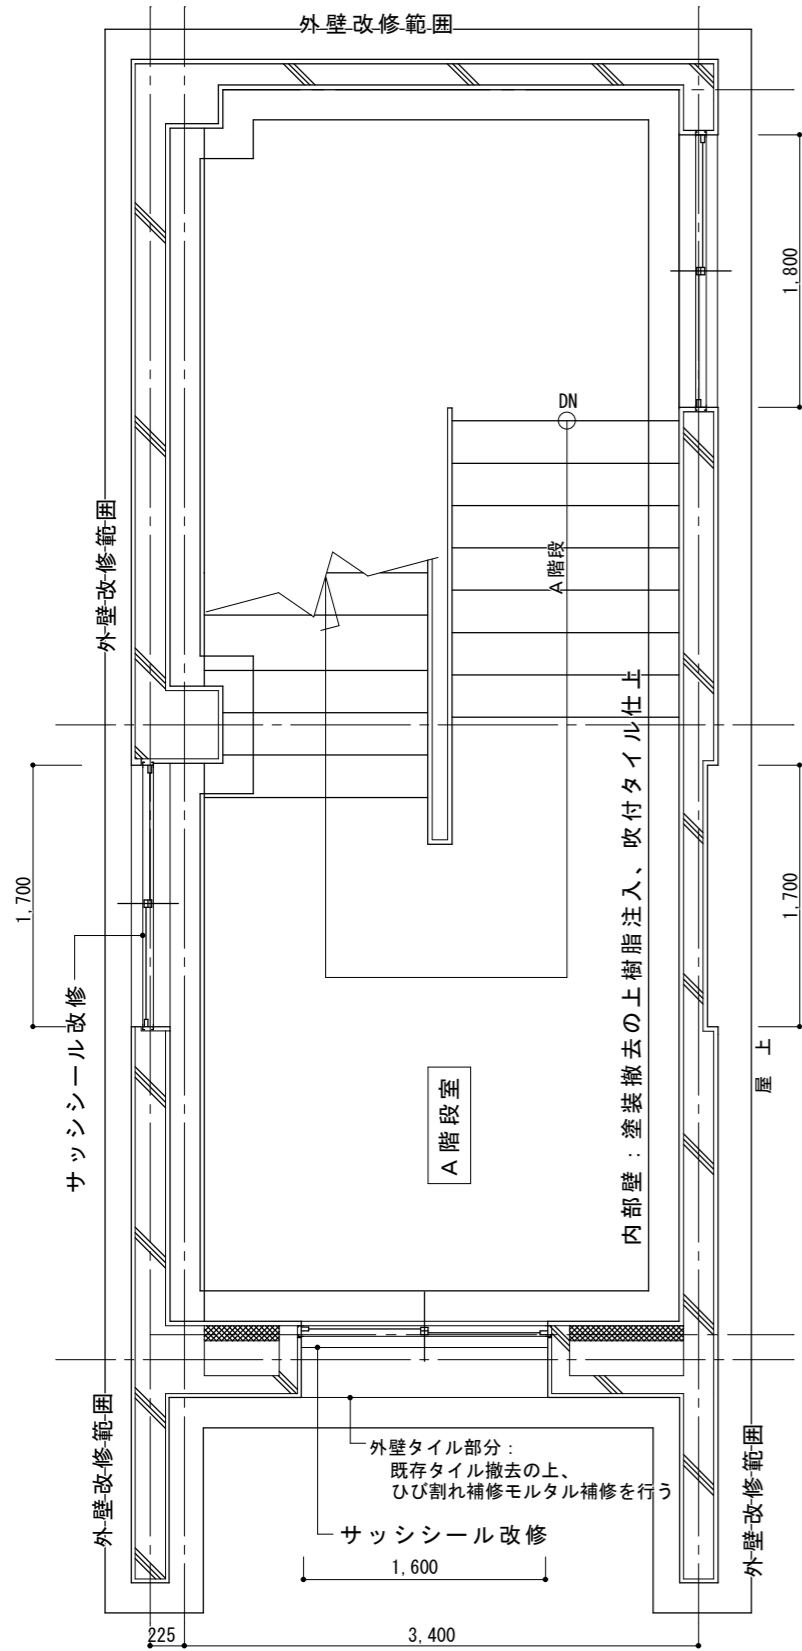 外壁改修範囲
1,800
DN
A階段
外壁改修範囲
内部壁：塗装撤去の上樹脂注入、吹付タイル仕上
1,700
1,700
サッシシール改修
屋上
A階段室
外壁改修範囲
外壁タイル部分：
既存タイル撤去の上、
ひび割れ補修モルタル補修を行う
外壁改修範囲
サッシシール改修
1,600
225
3,400